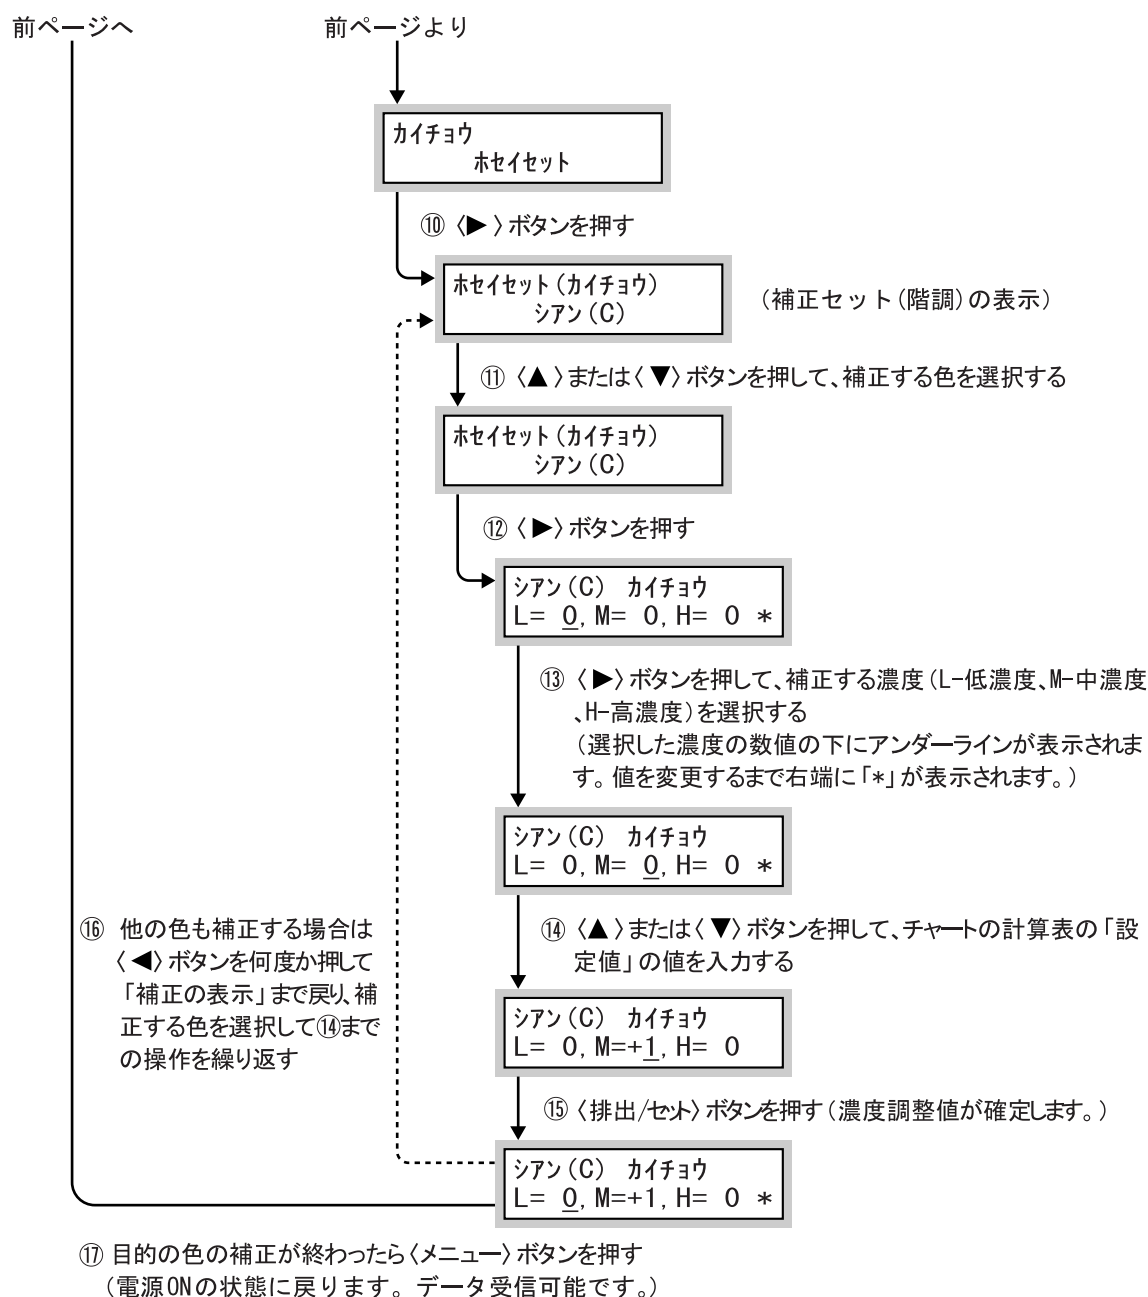 前ページへ
前ページより
ｶｲﾁｮｳ
ﾎｾｲｾｯﾄ
⑩〈▶〉ボタンを押す
ﾎｾｲｾｯﾄ(ｶｲﾁｮｳ)
ｼｱﾝ(C)
(補正セット(階調)の表示)
⑪〈▲〉または〈▼〉ボタンを押して、補正する色を選択する
ﾎｾｲｾｯﾄ(ｶｲﾁｮｳ)
ｼｱﾝ(C)
⑫〈▶〉ボタンを押す
ｼｱﾝ(C) ｶｲﾁｮｳ
L= 0, M= 0, H= 0 *
⑬〈▶〉ボタンを押して、補正する濃度(L-低濃度、M-中濃度
、H-高濃度)を選択する
(選択した濃度の数値の下にアンダーラインが表示されま
す。値を変更するまで右端に「*」が表示されます。)
ｼｱﾝ(C) ｶｲﾁｮｳ
L= 0, M= 0, H= 0 *
⑭〈▲〉または〈▼〉ボタンを押して、チャートの計算表の「設
定値」の値を入力する
ｼｱﾝ(C) ｶｲﾁｮｳ
L= 0, M=+1, H= 0
⑮〈排出/ｾｯﾄ〉ボタンを押す(濃度調整値が確定します。)
ｼｱﾝ(C) ｶｲﾁｮｳ
L= 0, M=+1, H= 0 *
⑯ 他の色も補正する場合は
〈◀〉ボタンを何度か押して
「補正の表示」まで戻り、補
正する色を選択して⑭まで
の操作を繰り返す
⑰ 目的の色の補正が終わったら〈メニュー〉ボタンを押す
(電源ONの状態に戻ります。データ受信可能です。)